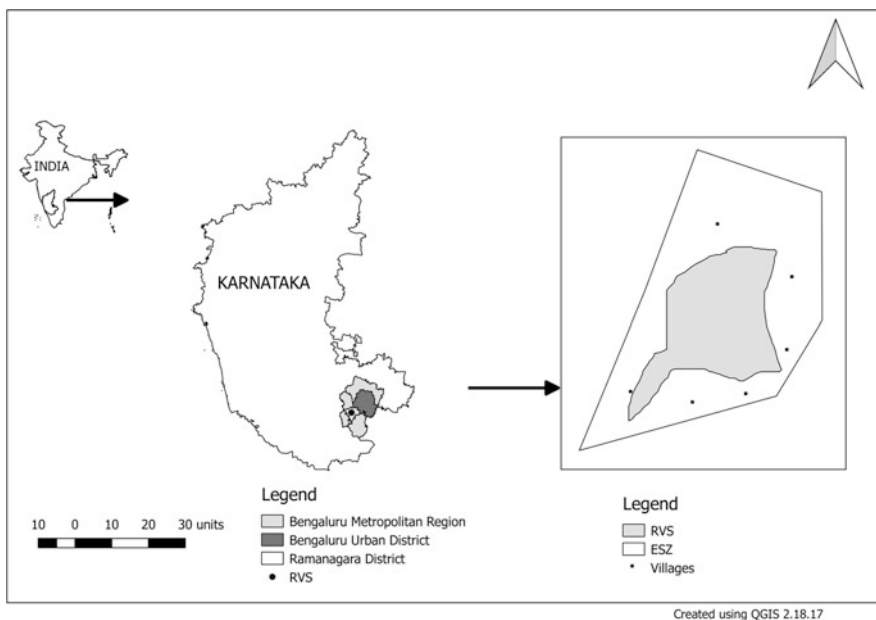 INDIA
KARNATAKA
10 0 10 20 30 units
Legend
Bengaluru Metropolitan Region
Bengaluru Urban District
Ramanagara District
RVS
Legend
RVS
ESZ
Villages
Created using QGIS 2.18.17